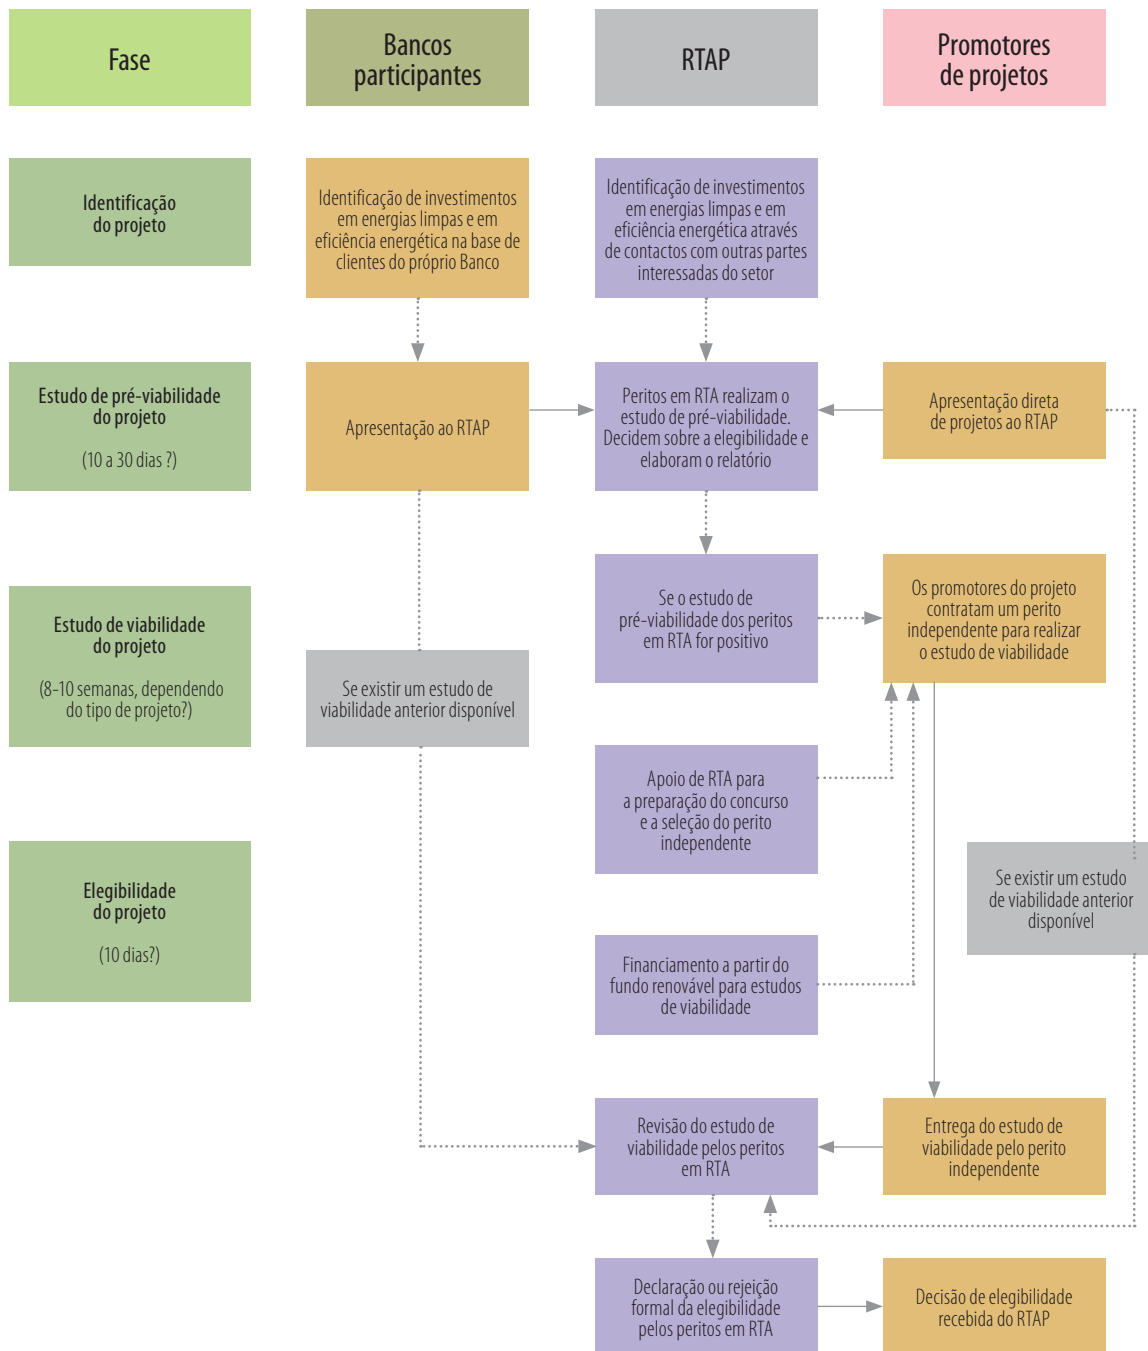 Fase
Bancos
participantes
RTAP
Promotores
de projetos
Identificação
do projeto
Identificação de investimentos
em energias limpas e em
eficiência energética na base de
clientes do próprio Banco
Identificação de investimentos
em energias limpas e em
eficiência energética através
de contactos com outras partes
interessadas do setor
Estudo de pré-viabilidade
do projeto
(10 a 30 dias ?)
Apresentação ao RTAP
Peritos em RTA realizam o
estudo de pré-viabilidade.
Decidem sobre a elegibilidade e
elaboram o relatório
Apresentação direta
de projetos ao RTAP
Estudo de viabilidade
do projeto
(8-10 semanas, dependendo
do tipo de projeto?)
Se existir um estudo de
viabilidade anterior disponível
Se o estudo de
pré-viabilidade dos peritos
em RTA for positivo
Os promotores do projeto
contratam um perito
independente para realizar
o estudo de viabilidade
Apoio de RTA para
a preparação do concurso
e a seleção do perito
independente
Elegibilidade
do projeto
(10 dias?)
Se existir um estudo
de viabilidade anterior
disponível
Financiamento a partir do
fundo renovável para estudos
de viabilidade
Revisão do estudo de
viabilidade pelos peritos
em RTA
Entrega do estudo de
viabilidade pelo perito
independente
Declaração ou rejeição
formal da elegibilidade
pelos peritos em RTA
Decisão de elegibilidade
recebida do RTAP